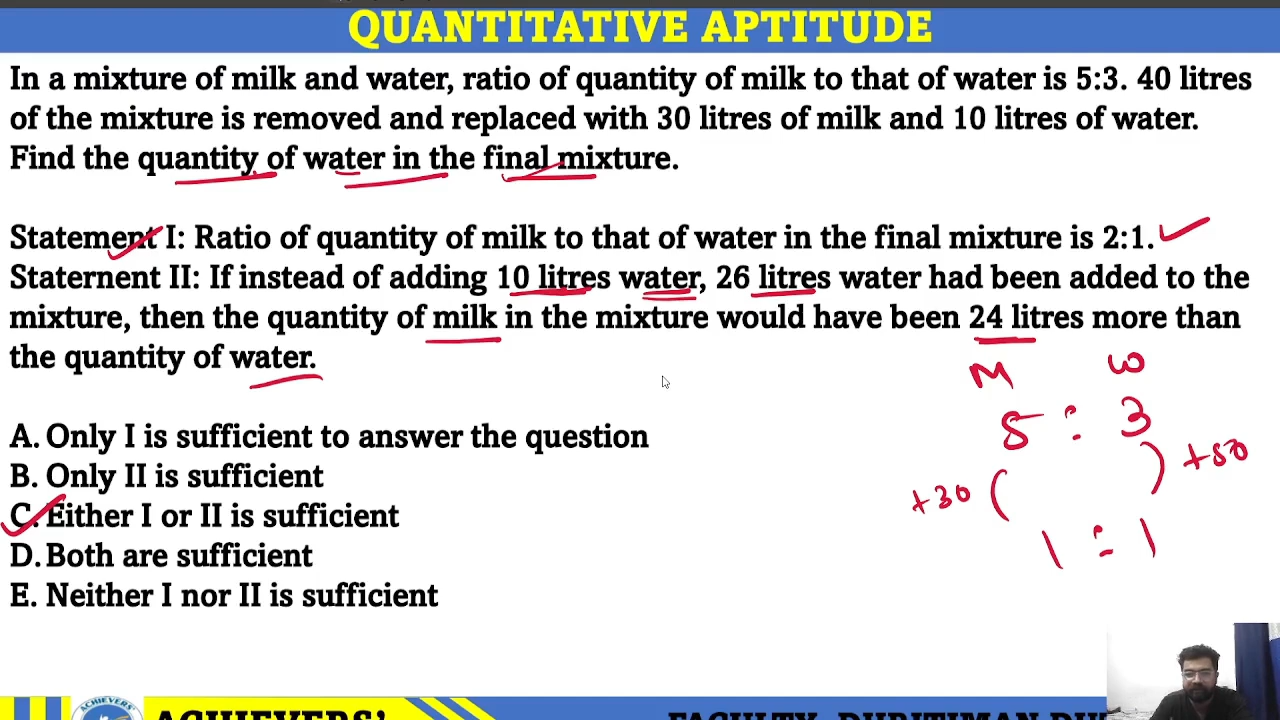 QUANTITATIVE APTITUDE
In a mixture of milk and water, ratio of quantity of milk to that of water is 5:3. 40 litres
of the mixture is removed and replaced with 30 litres of milk and 10 litres of water.
Find the quantity of water in the final mixture.
Statement I: Ratio of quantity of milk to that of water in the final mixture is 2:1.
Staternent II: If instead of adding 10 litres water, 26 litres water had been added to the
mixture, then the quantity of milk in the mixture would have been 24 litres more than
the quantity of water.
M W
5 : 3
+30 ( ) +50
1 : 1
A. Only I is sufficient to answer the question
B. Only II is sufficient
C. Either I or II is sufficient
D. Both are sufficient
E. Neither I nor II is sufficient
ACHIEVERS
ACHIEVERS'